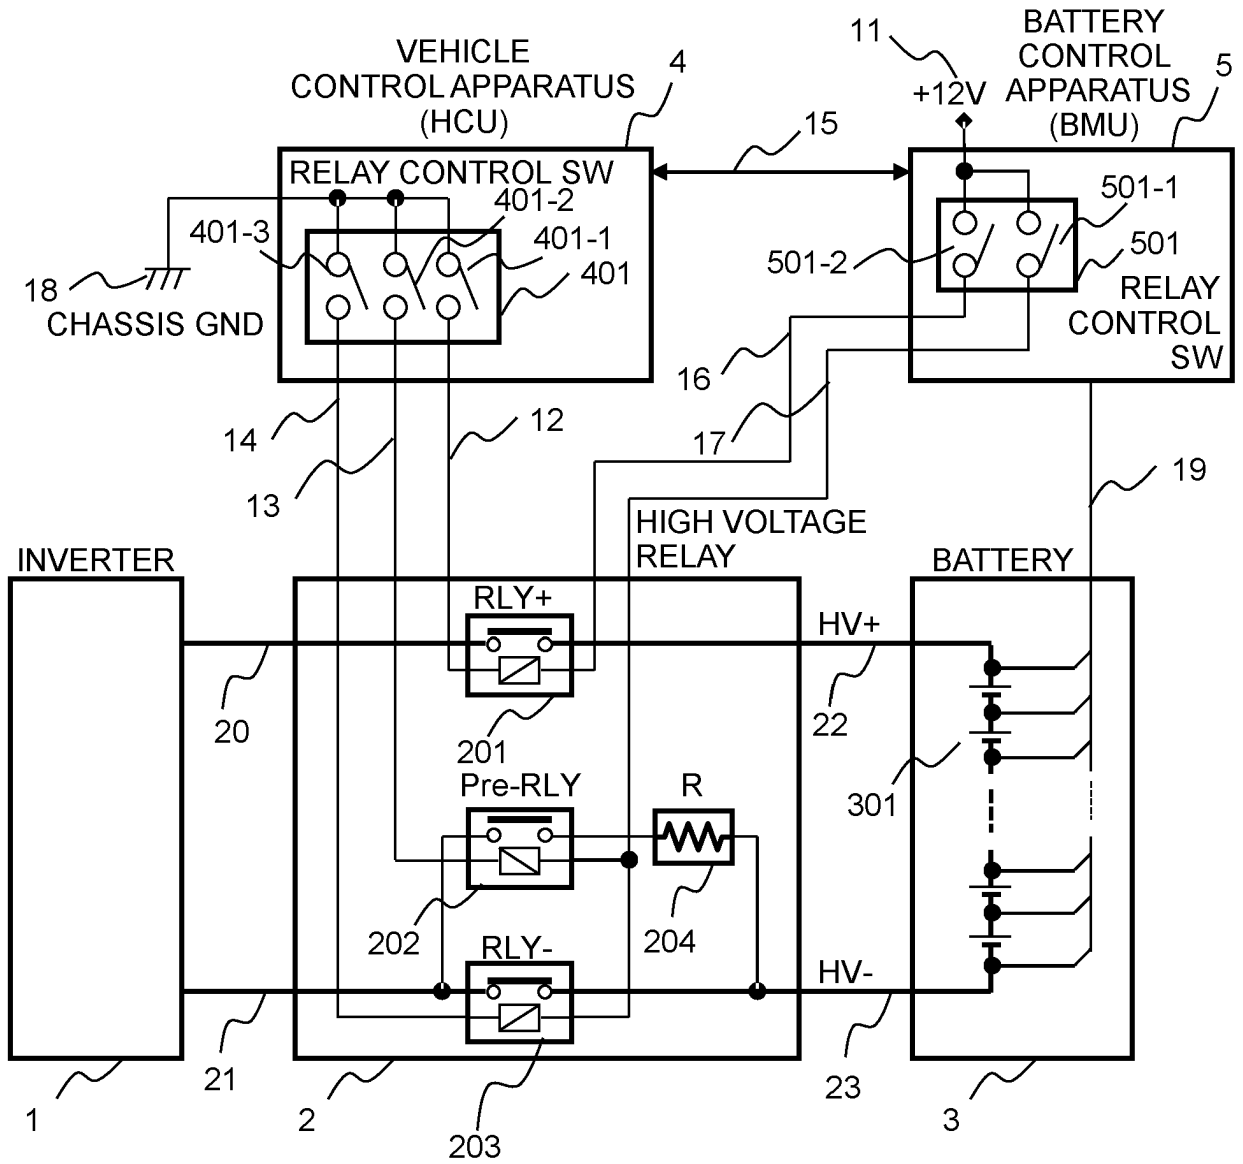 VEHICLE
CONTROL APPARATUS
(HCU)
4
11
+12V
BATTERY
CONTROL
APPARATUS
(BMU)
5
15
RELAY CONTROL SW
401-2
401-3
401-1
401
18
CHASSIS GND
501-1
501-2
501
RELAY
CONTROL
SW
16
17
14
12
13
19
HIGH VOLTAGE
RELAY
INVERTER
BATTERY
RLY+
HV+
20
201
22
301
Pre-RLY
R
202
204
RLY-
HV-
21
23
1
2
203
3